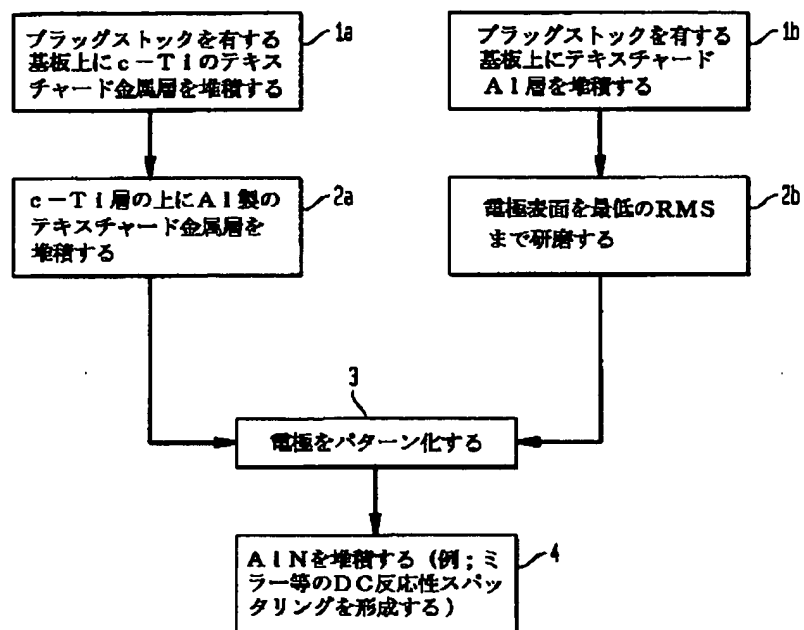 プラッグストックを有する
基板上にc－Tiのテキス
チャード金属層を堆積する
1a
プラッグストックを有する
基板上にテキスチャード
Al層を堆積する
1b
c－Ti層の上にAl製の
テキスチャード金属層を
堆積する
2a
電極表面を最低のRMS
まで研磨する
2b
3
電極をパターン化する
AlNを堆積する（例；ミ
ラー等のDC反応性スパッ
タリングを形成する）
4